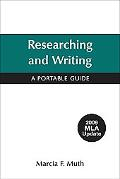 Researching
and Writing
A PORTABLE GUIDE
2009
MLA
Update
Marcia F. Muth